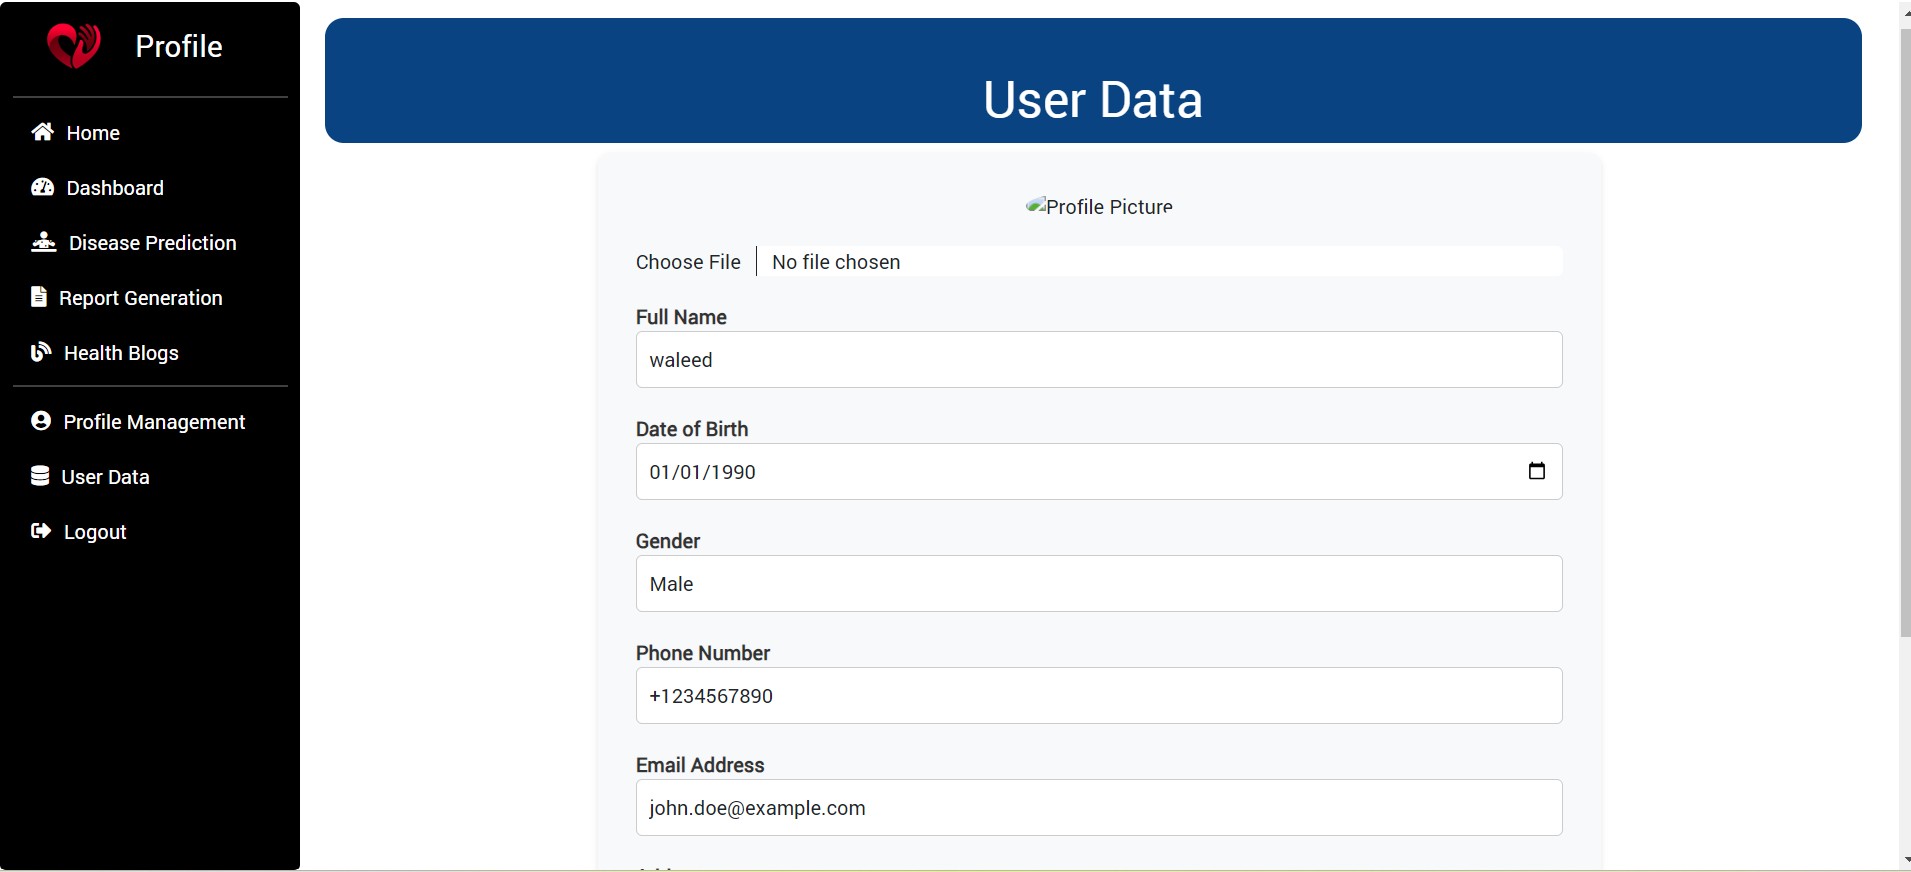 Profile
Home
Dashboard
Disease Prediction
Report Generation
Health Blogs
Profile Management
User Data
Logout
User Data
Profile Picture
Choose File No file chosen
Full Name
waleed
Date of Birth
01/01/1990
Gender
Male
Phone Number
+1234567890
Email Address
john.doe@example.com